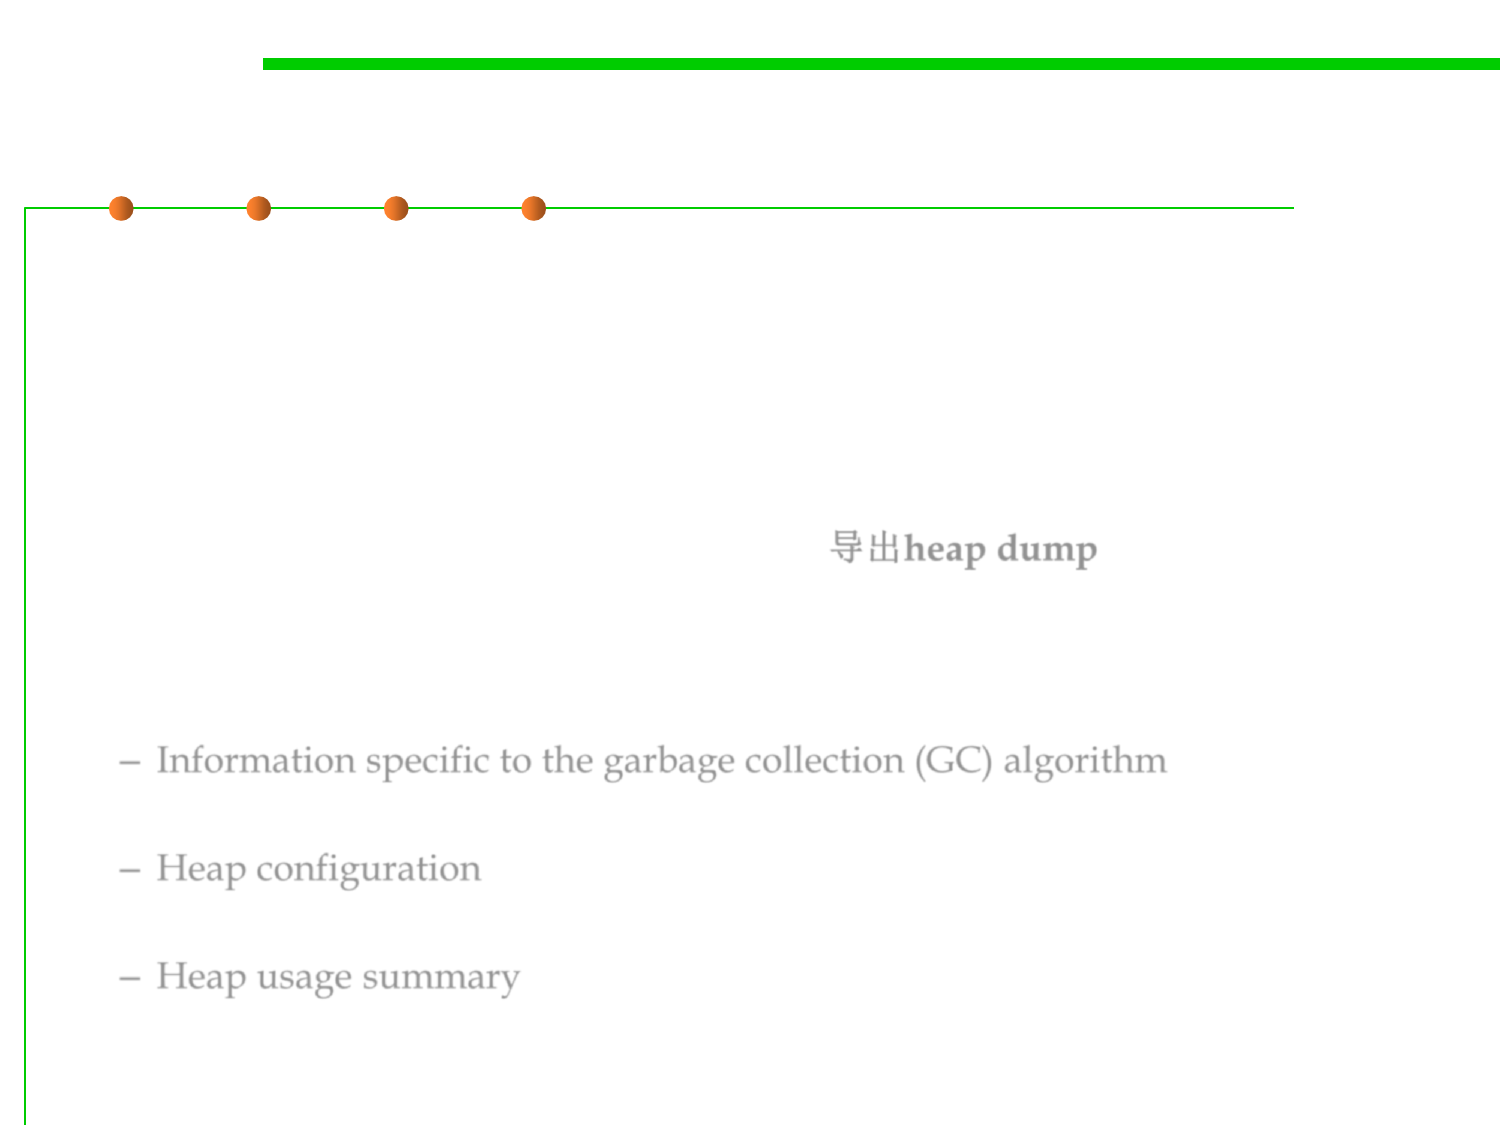 导出heap dump
– Information specific to the garbage collection (GC) algorithm
– Heap configuration
– Heap usage summary